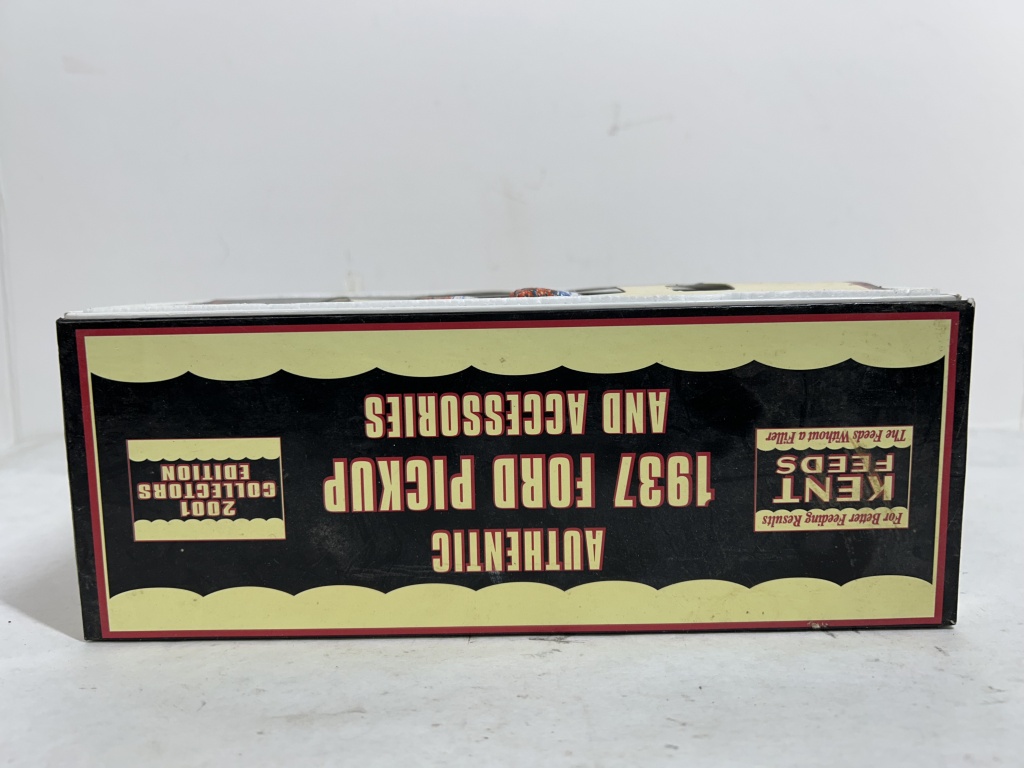 For Better Feeding Results
KENT
FEEDS
The Feeds Without a Filler
AUTHENTIC
1937 FORD PICKUP
AND ACCESSORIES
2001
COLLECTORS
EDITION